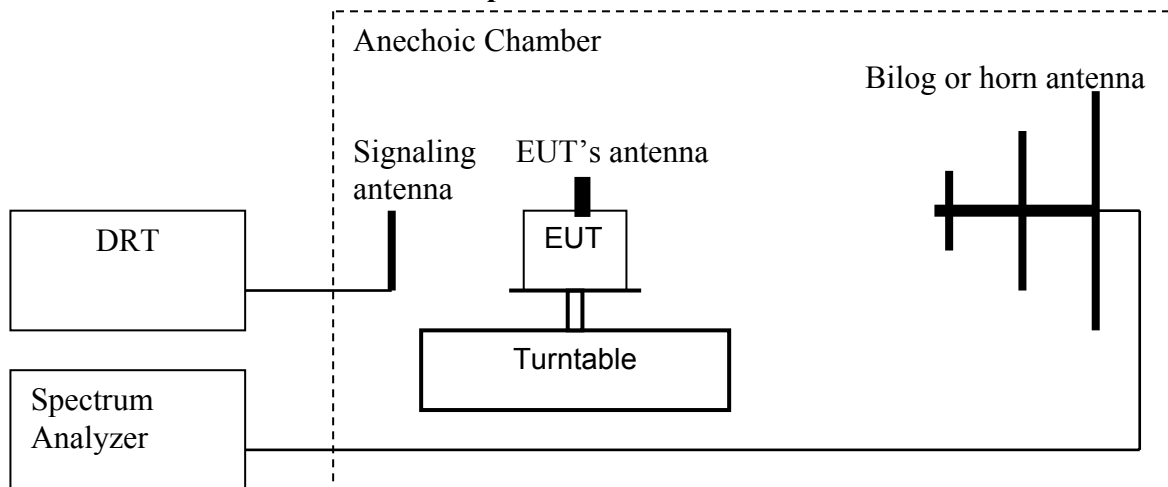 Anechoic Chamber
Bilog or horn antenna
Signaling
antenna
EUT’s antenna
DRT
EUT
Turntable
Spectrum
Analyzer